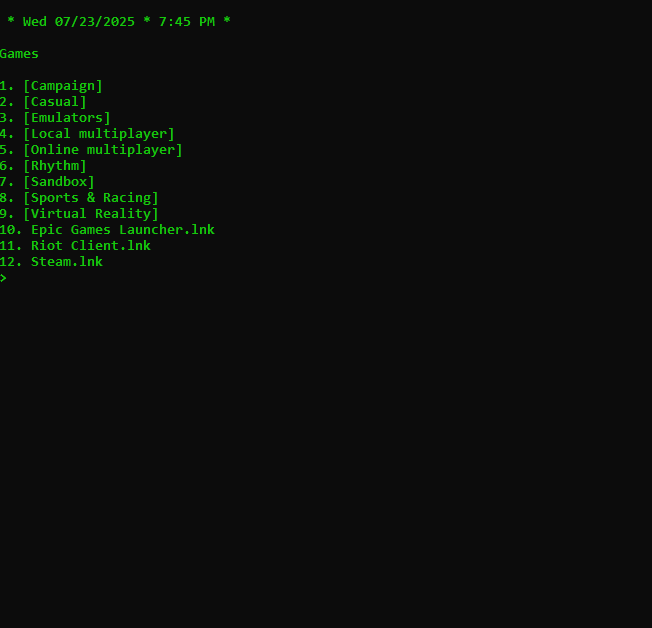 * Wed 07/23/2025 * 7:45 PM *
Games
1. [Campaign]
2. [Casual]
3. [Emulators]
4. [Local multiplayer]
5. [Online multiplayer]
6. [Rhythm]
7. [Sandbox]
8. [Sports & Racing]
9. [Virtual Reality]
10. Epic Games Launcher.lnk
11. Riot Client.lnk
12. Steam.lnk
>